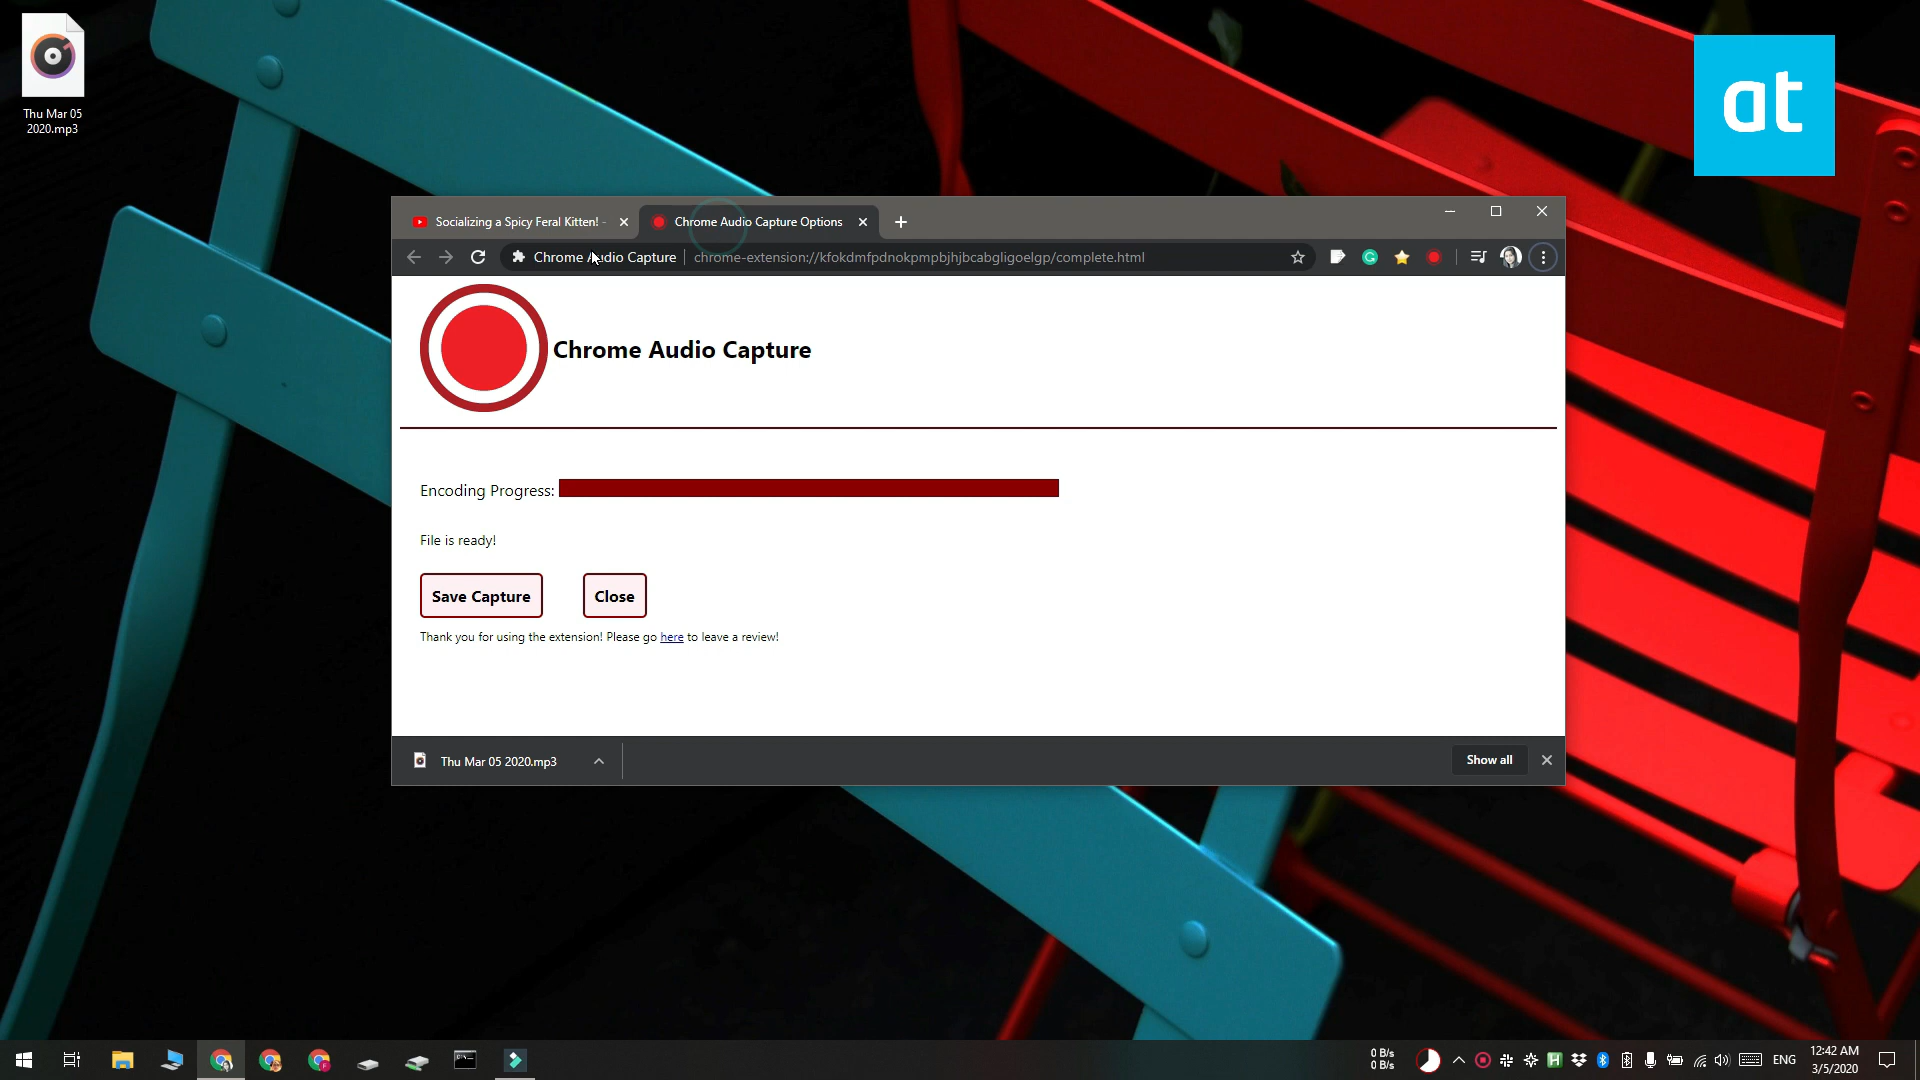 Thu Mar 05
2020.mp3
at
Socializing a Spicy Feral Kitten! -
Chrome Audio Capture Options
Chrome Audio Capture
chrome-extension://kfokdmfpdnokpmpbjhjbcabgligoelgp/complete.html
Chrome Audio Capture
Encoding Progress:
File is ready!
Save Capture
Close
Thank you for using the extension! Please go here to leave a review!
Thu Mar 05 2020.mp3
Show all
0 B/s
0 B/s
ENG
12:42 AM
3/5/2020